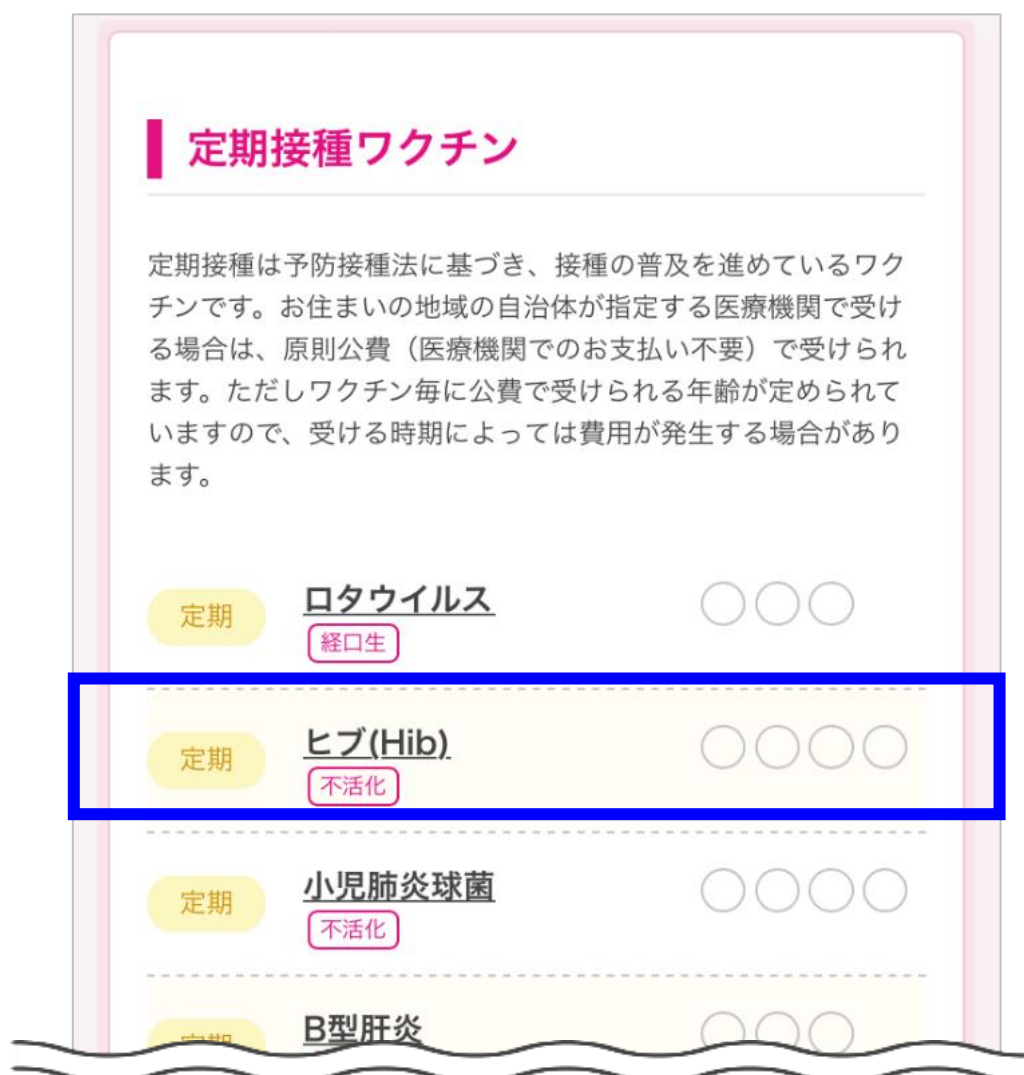 定期接種ワクチン
定期接種は予防接種法に基づき、接種の普及を進めているワク
チンです。お住まいの地域の自治体が指定する医療機関で受け
る場合は、原則公費（医療機関でのお支払い不要）で受けられ
ます。ただしワクチン毎に公費で受けられる年齢が定められて
いますので、受ける時期によっては費用が発生する場合があり
ます。
定期 ロタウイルス
経口生
定期 ヒブ(Hib)
不活化
定期 小児肺炎球菌
不活化
定期 B型肝炎